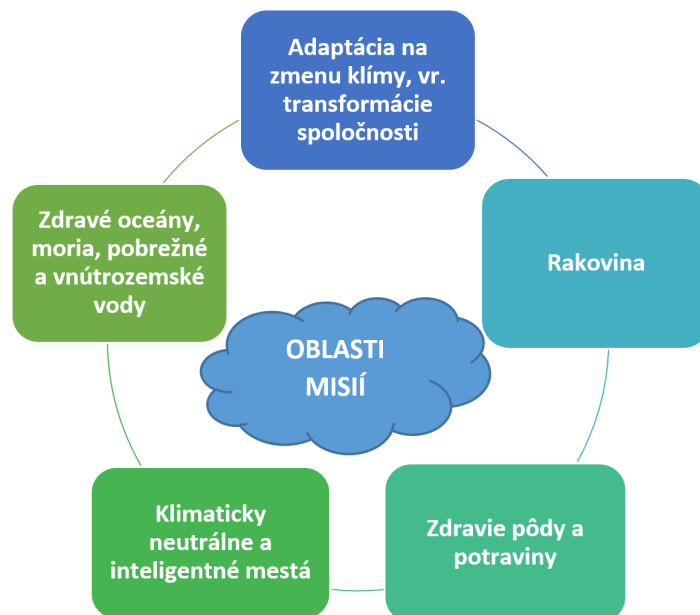 Adaptácia na
zmenu klímy, vr.
transformácie
spoločnosti
Rakovina
Zdravie pôdy a
potraviny
Klimaticky
neutrálne a
inteligentné mestá
Zdravé oceány,
moria, pobrežné
a vnútrozemské
vody
OBLASTI
MISIÍ